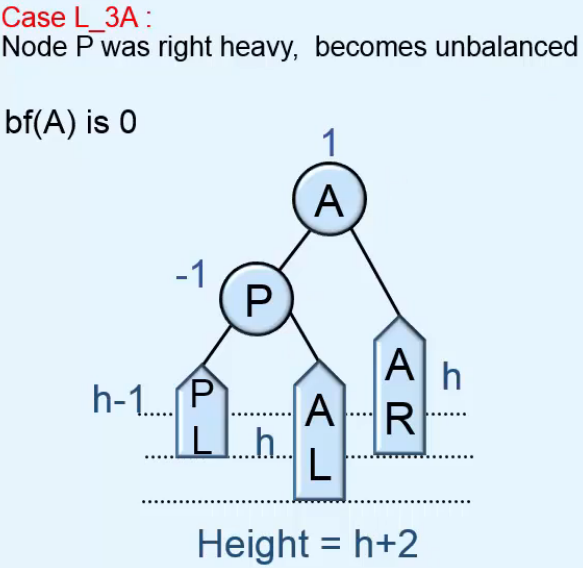 Case L_3A :
Node P was right heavy,  becomes unbalanced
bf(A) is 0
1
A
-1
P
h-1
P
L
h
A
L
A
R
h
Height = h+2